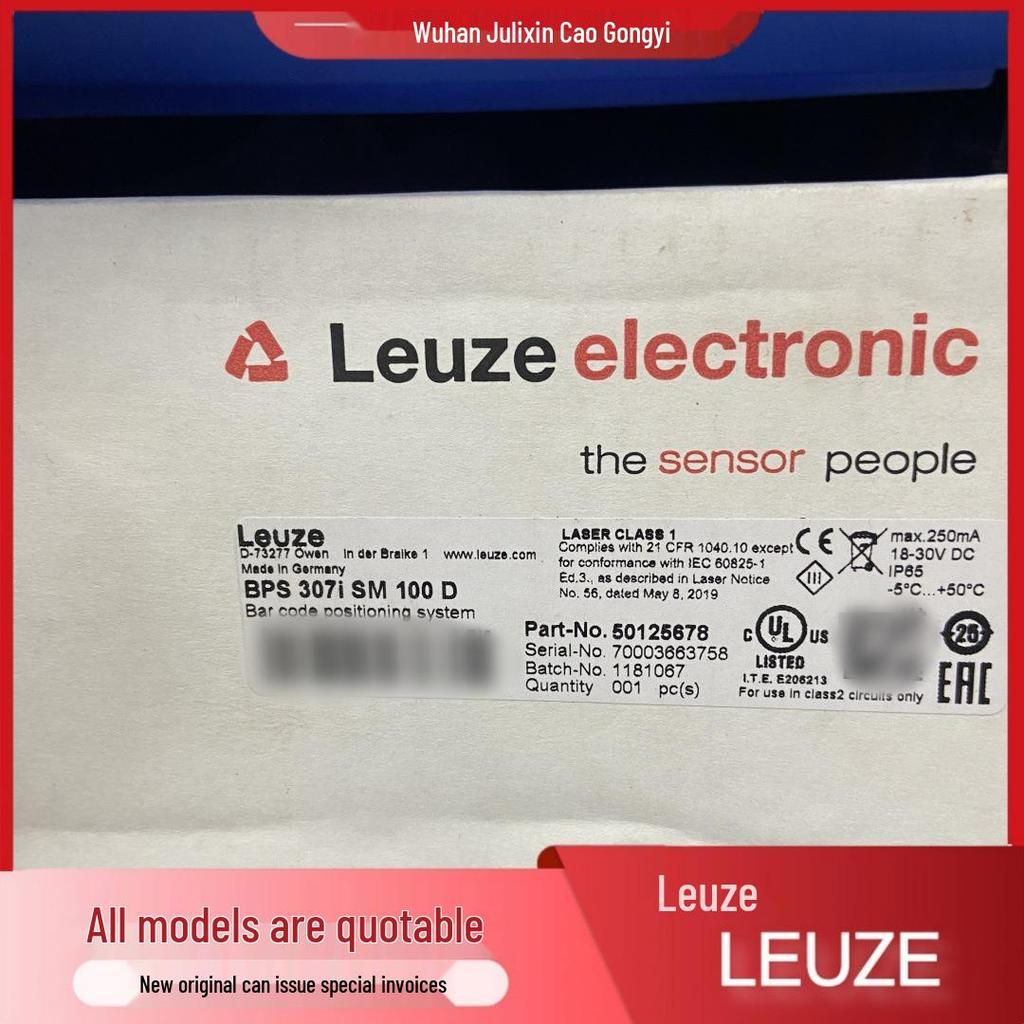 Wuhan Julixin Cao Gongyi
Leuze electronic
the sensor people
Leuze
D-73277 Owen In der Braike 1 www.leuze.com
Made in Germany
BPS 307i SM 100 D
Bar code positioning system
LASER CLASS 1
Complies with 21 CFR 1040.10 except
for conformance with IEC 60825-1
Ed.3., as described in Laser Notice
No. 56, dated May 8, 2019
CE
III
max.250mA
18-30V DC
IP65
-5°C...+50°C
Part-No. 50125678
Serial-No. 70003663758
Batch-No. 1181067
Quantity 001 pc(s)
C UL US
LISTED
I.T.E. E206213
For use in class2 circuits only
25
EAC
All models are quotable
New original can issue special invoices
Leuze
LEUZE